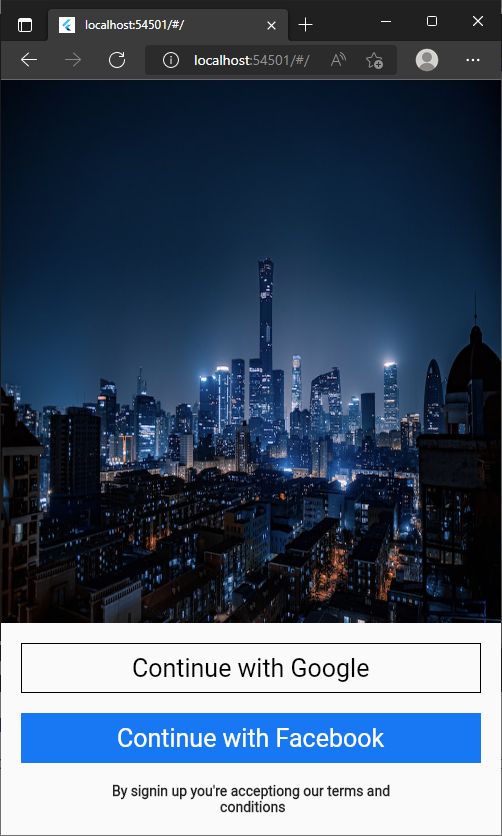 localhost:54501/#/
localhost:54501/#/
Continue with Google
Continue with Facebook
By signin up you're acceptiong our terms and
conditions